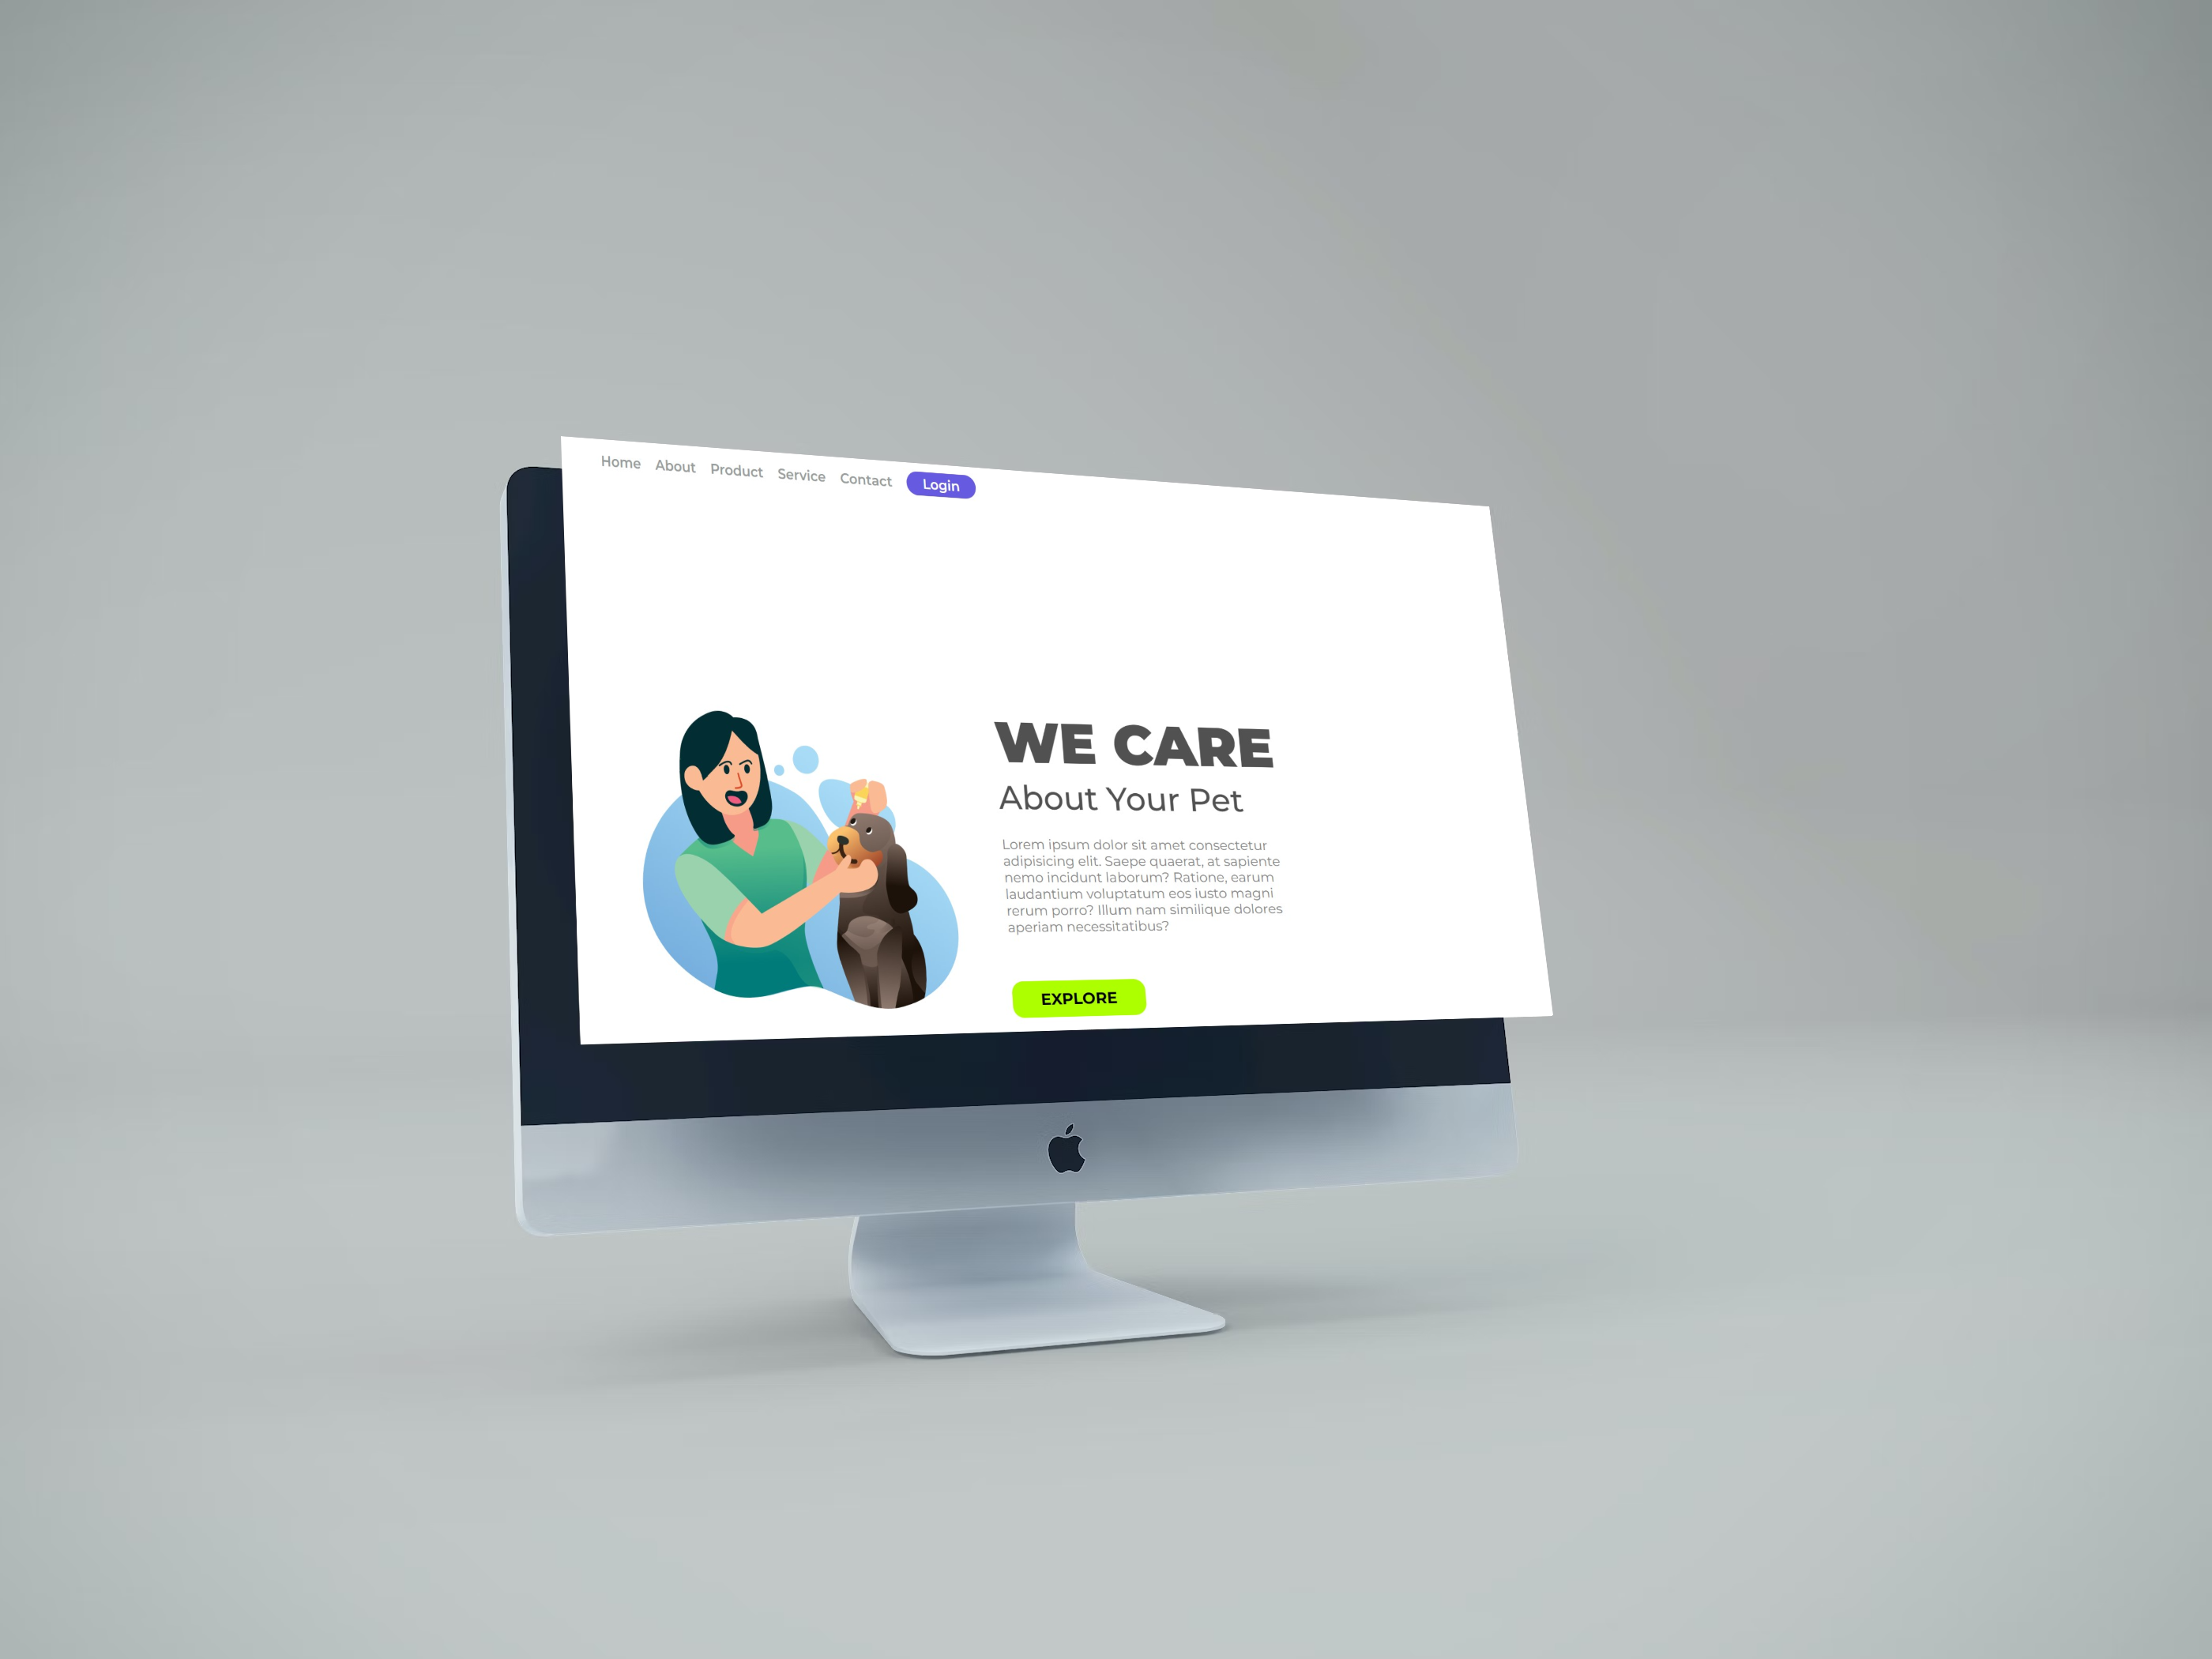 Home About Product Service Contact Login
WE CARE
About Your Pet
Lorem ipsum dolor sit amet consectetur
adipisicing elit. Saepe quaerat, at sapiente
nemo incidunt laborum? Ratione, earum
laudantium voluptatum eos iusto magni
rerum porro? Illum nam similique dolores
aperiam necessitatibus?
EXPLORE